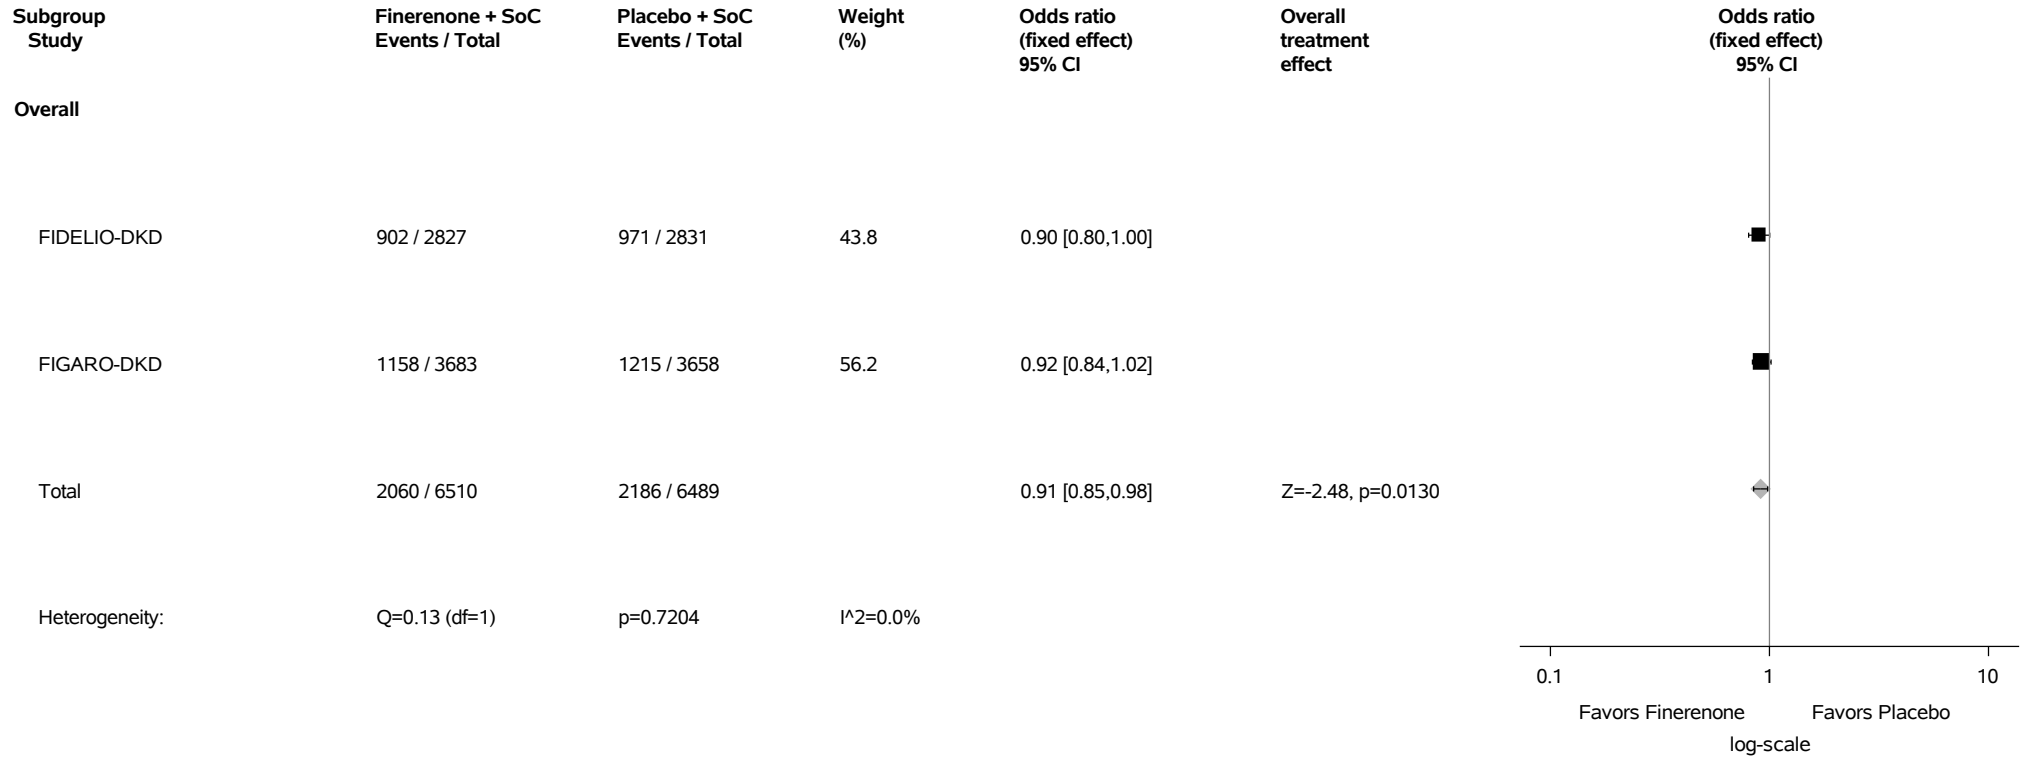 Subgroup Finerenone + SoC Placebo + SoC Weight Odds ratio Overall Odds ratio
Study Events / Total Events / Total (%) (fixed effect) treatment (fixed effect)
95% CI effect 95% CI
Overall
FIDELIO-DKD 902 / 2827 971 / 2831 43.8 0.90 [0.80,1.00]
FIGARO-DKD 1158 / 3683 1215 / 3658 56.2 0.92 [0.84,1.02]
Total 2060 / 6510 2186 / 6489 0.91 [0.85,0.98] Z=-2.48, p=0.0130
Heterogeneity: Q=0.13 (df=1) p=0.7204 I^2=0.0%
0.1 1 10
Favors Finerenone Favors Placebo
log-scale